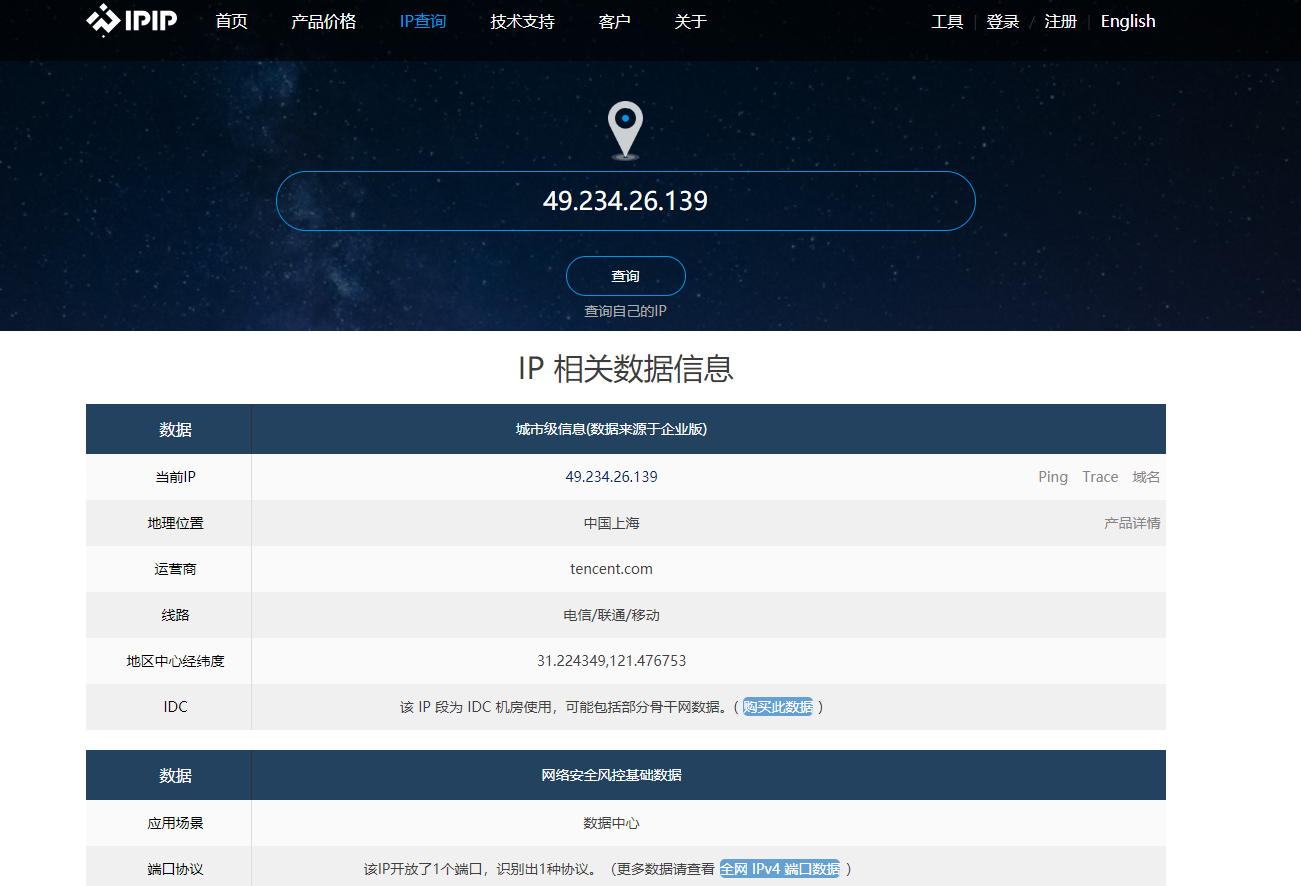 IPIP 首页 产品价格 IP查询 技术支持 客户 关于 工具 | 登录 / 注册 | English
49.234.26.139
查询
查询自己的IP
IP 相关数据信息
数据 城市级信息(数据来源于企业版)
当前IP 49.234.26.139 Ping Trace 域名
地理位置 中国上海 产品详情
运营商 tencent.com
线路 电信/联通/移动
地区中心经纬度 31.224349,121.476753
IDC 该 IP 段为 IDC 机房使用，可能包括部分骨干网数据。( 购买此数据 )
数据 网络安全风控基础数据
应用场景 数据中心
端口协议 该IP开放了1个端口，识别出1种协议。（更多数据请查看 全网 IPv4 端口数据 ）